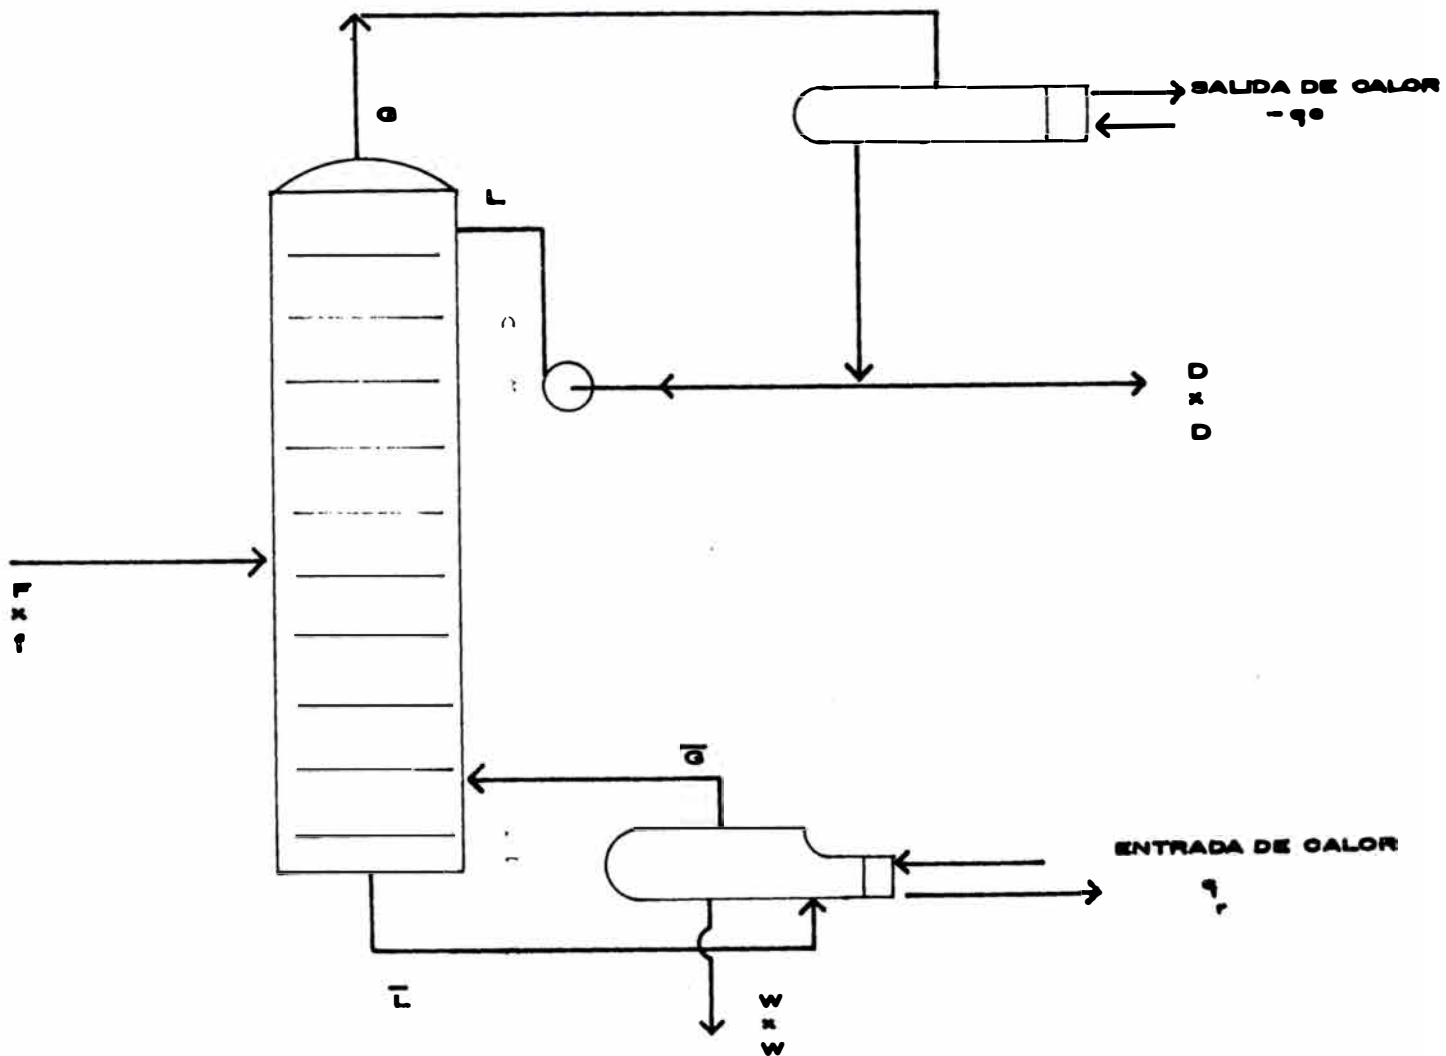 G
SALIDA DE CALOR
- qc
L
D
x
D
F
x
f
G
ENTRADA DE CALOR
q
r
L
W
x
W